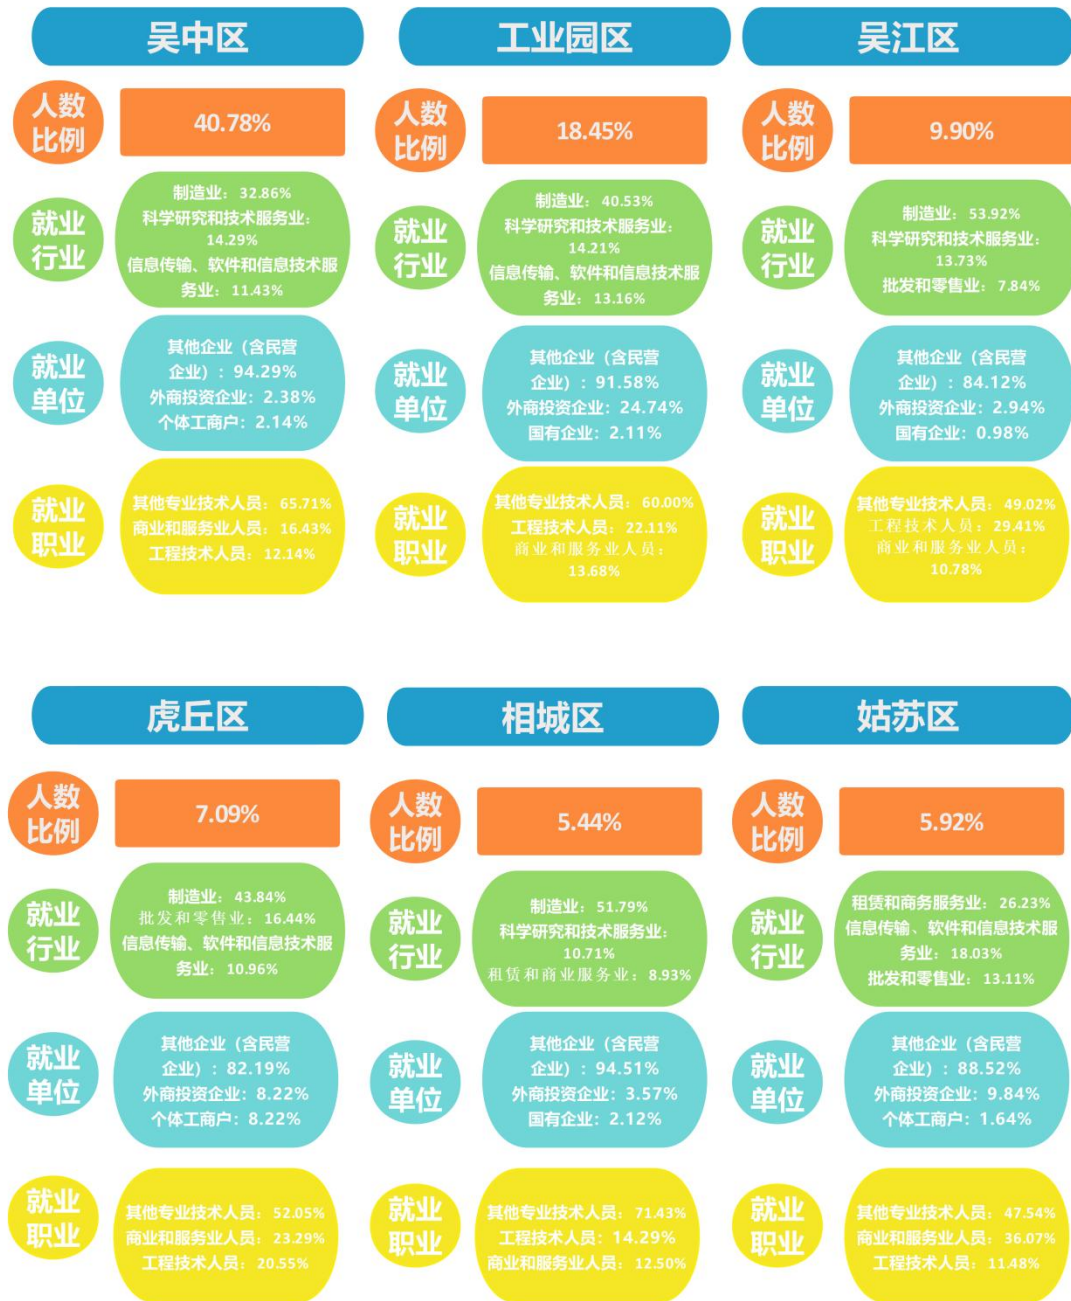 吴中区
人数
比例
40.78%
就业
行业
制造业：32.86%
科学研究和技术服务业：
14.29%
信息传输、软件和信息技术服
务业：11.43%
就业
单位
其他企业（含民营
企业）：94.29%
外商投资企业：2.38%
个体工商户：2.14%
就业
职业
其他专业技术人员：65.71%
商业和服务业人员：16.43%
工程技术人员：12.14%
工业园区
人数
比例
18.45%
就业
行业
制造业：40.53%
科学研究和技术服务业：
14.21%
信息传输、软件和信息技术服
务业：13.16%
就业
单位
其他企业（含民营
企业）：91.58%
外商投资企业：24.74%
国有企业：2.11%
就业
职业
其他专业技术人员：60.00%
工程技术人员：22.11%
商业和服务业人员：
13.68%
吴江区
人数
比例
9.90%
就业
行业
制造业：53.92%
科学研究和技术服务业：
13.73%
批发和零售业：7.84%
就业
单位
其他企业（含民营
企业）：84.12%
外商投资企业：2.94%
国有企业：0.98%
就业
职业
其他专业技术人员：49.02%
工程技术人员：29.41%
商业和服务业人员：
10.78%
虎丘区
人数
比例
7.09%
就业
行业
制造业：43.84%
批发和零售业：16.44%
信息传输、软件和信息技术服
务业：10.96%
就业
单位
其他企业（含民营
企业）：82.19%
外商投资企业：8.22%
个体工商户：8.22%
就业
职业
其他专业技术人员：52.05%
商业和服务业人员：23.29%
工程技术人员：20.55%
相城区
人数
比例
5.44%
就业
行业
制造业：51.79%
科学研究和技术服务业：
10.71%
租赁和商业服务业：8.93%
就业
单位
其他企业（含民营
企业）：94.51%
外商投资企业：3.57%
国有企业：2.12%
就业
职业
其他专业技术人员：71.43%
工程技术人员：14.29%
商业和服务业人员：12.50%
姑苏区
人数
比例
5.92%
就业
行业
租赁和商务服务业：26.23%
信息传输、软件和信息技术服
务业：18.03%
批发和零售业：13.11%
就业
单位
其他企业（含民营
企业）：88.52%
外商投资企业：9.84%
个体工商户：1.64%
就业
职业
其他专业技术人员：47.54%
商业和服务业人员：36.07%
工程技术人员：11.48%